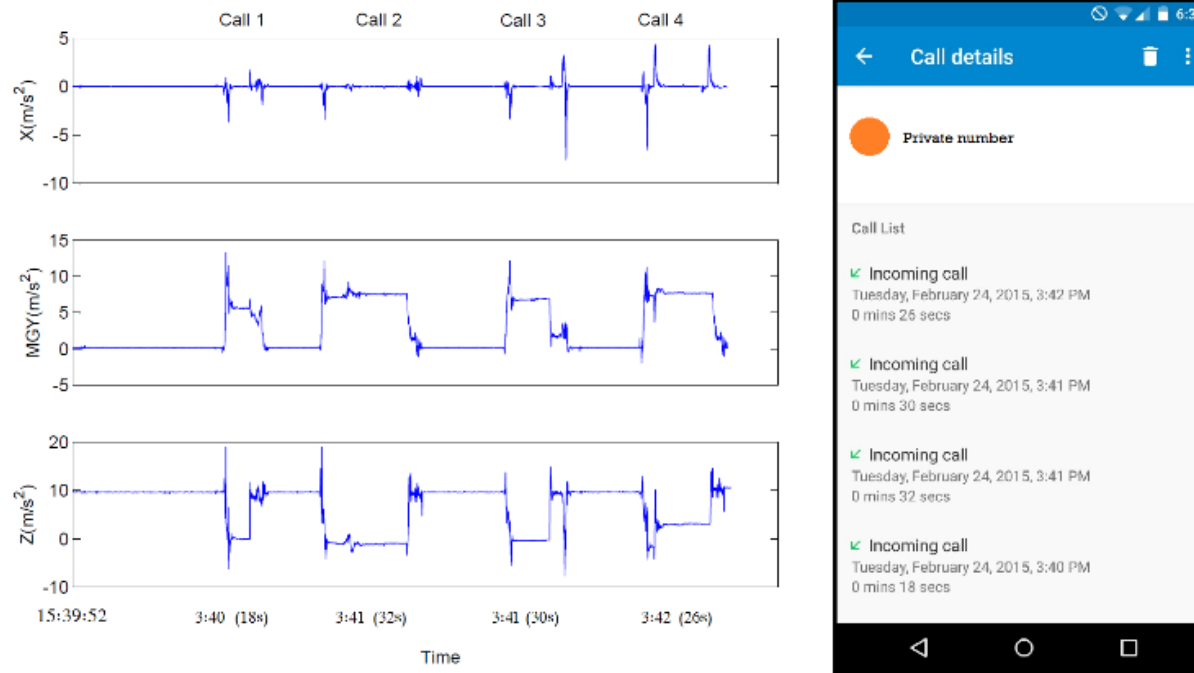 Call 1 Call 2 Call 3 Call 4
5
0
-5
-10
X(m/s²)
15
10
5
0
-5
MGY(m/s²)
20
10
0
-10
Z(m/s²)
15:39:52 3:40 (18s) 3:41 (32s) 3:41 (30s) 3:42 (26s)
Time
6:3
Call details
Private number
Call List
Incoming call
Tuesday, February 24, 2015, 3:42 PM
0 mins 26 secs
Incoming call
Tuesday, February 24, 2015, 3:41 PM
0 mins 30 secs
Incoming call
Tuesday, February 24, 2015, 3:41 PM
0 mins 32 secs
Incoming call
Tuesday, February 24, 2015, 3:40 PM
0 mins 18 secs